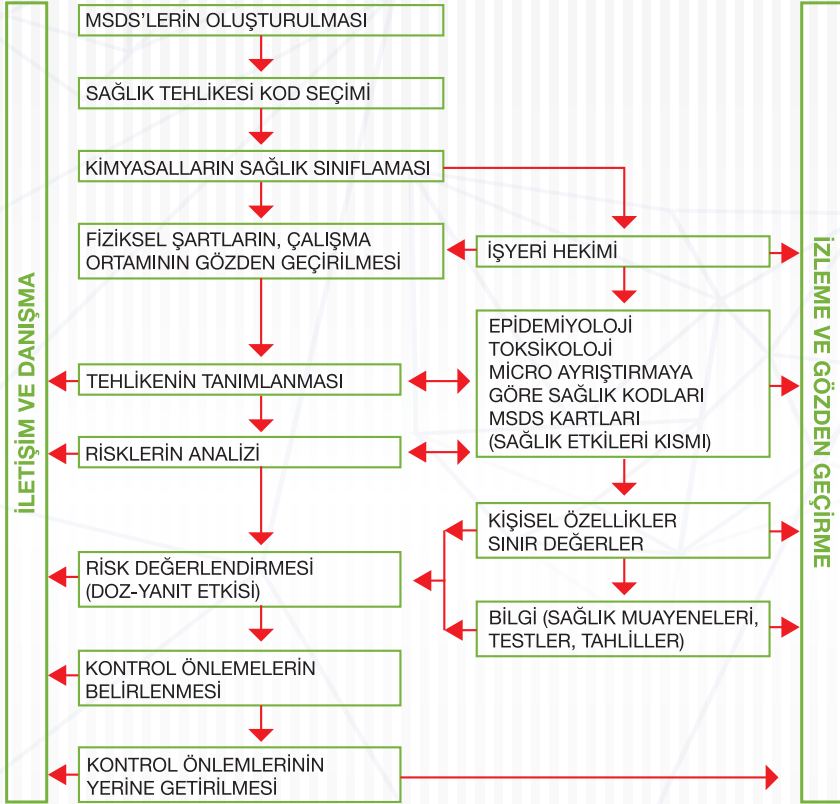 MSDS'LERİN OLUŞTURULMASI
SAĞLIK TEHLİKESİ KOD SEÇİMİ
KİMYASALLARIN SAĞLIK SINIFLAMASI
FİZİKSEL ŞARTLARIN, ÇALIŞMA
ORTAMININ GÖZDEN GEÇİRİLMESİ
İŞYERİ HEKİMİ
EPİDEMİYOLOJİ
TOKSİKOLOJİ
MİCRO AYRIŞTIRMAYA
GÖRE SAĞLIK KODLARI
MSDS KARTLARI
(SAĞLIK ETKİLERİ KISMI)
TEHLİKENİN TANIMLANMASI
RİSKLERİN ANALİZİ
KİŞİSEL ÖZELLİKLER
SINIR DEĞERLER
RİSK DEĞERLENDİRMESİ
(DOZ-YANIT ETKİSİ)
BİLGİ (SAĞLIK MUAYENELERİ,
TESTLER, TAHLİLLER)
KONTROL ÖNLEMELERİN
BELİRLENMESİ
KONTROL ÖNLEMLERİNİN
YERİNE GETİRİLMESİ
İLETİŞİM VE DANIŞMA
İZLEME VE GÖZDEN GEÇİRME